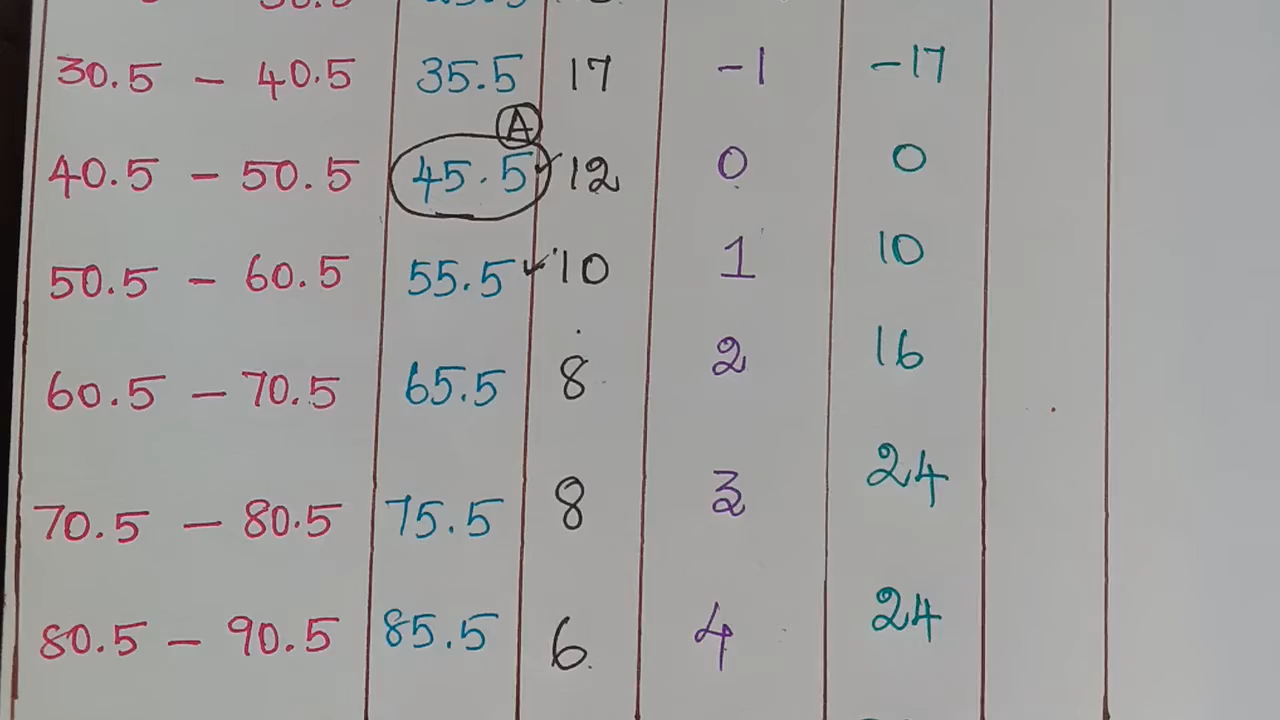 30.5 - 40.5 35.5 17 -1 -17
A
40.5 - 50.5 45.5 12 0 0
50.5 - 60.5 55.5 10 1 10
60.5 - 70.5 65.5 8 2 16
70.5 - 80.5 75.5 8 3 24
80.5 - 90.5 85.5 6 4 24